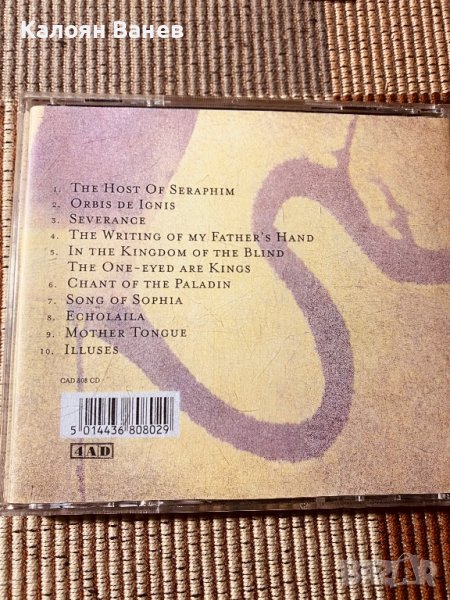 Калоян Ванев
1. THE HOST OF SERAPHIM
2. ORBIS DE IGNIS
3. SEVERANCE
4. THE WRITING OF MY FATHER'S HAND
5. IN THE KINGDOM OF THE BLIND
THE ONE-EYED ARE KINGS
6. CHANT OF THE PALADIN
7. SONG OF SOPHIA
8. ECHOLAILA
9. MOTHER TONGUE
10. ILLUSES
CAD 808 CD
5 014436 808029
4AD
BAZAR